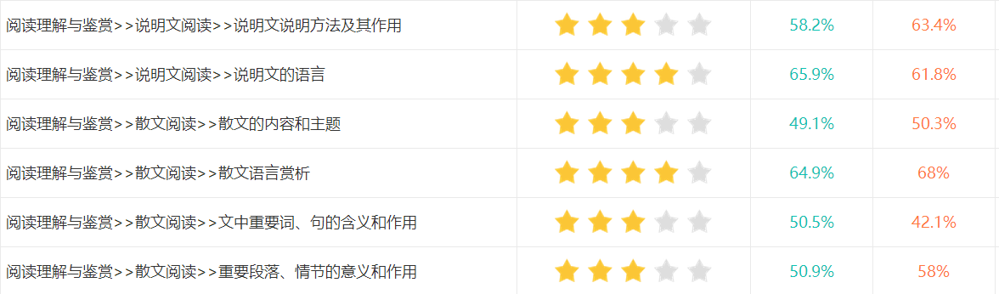 阅读理解与鉴赏>>说明文阅读>>说明文说明方法及其作用 58.2% 63.4%
阅读理解与鉴赏>>说明文阅读>>说明文的语言 65.9% 61.8%
阅读理解与鉴赏>>散文阅读>>散文的内容和主题 49.1% 50.3%
阅读理解与鉴赏>>散文阅读>>散文语言赏析 64.9% 68%
阅读理解与鉴赏>>散文阅读>>文中重要词、句的含义和作用 50.5% 42.1%
阅读理解与鉴赏>>散文阅读>>重要段落、情节的意义和作用 50.9% 58%